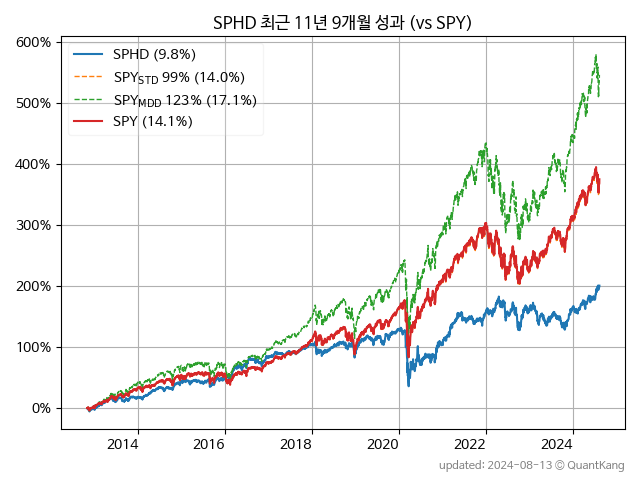 SPHD 최근 11년 9개월 성과 (vs SPY)
600%
500%
400%
300%
200%
100%
0%
SPHD (9.8%)
SPY_STD 99% (14.0%)
SPY_MDD 123% (17.1%)
SPY (14.1%)
2014 2016 2018 2020 2022 2024
updated: 2024-08-13 © QuantKang